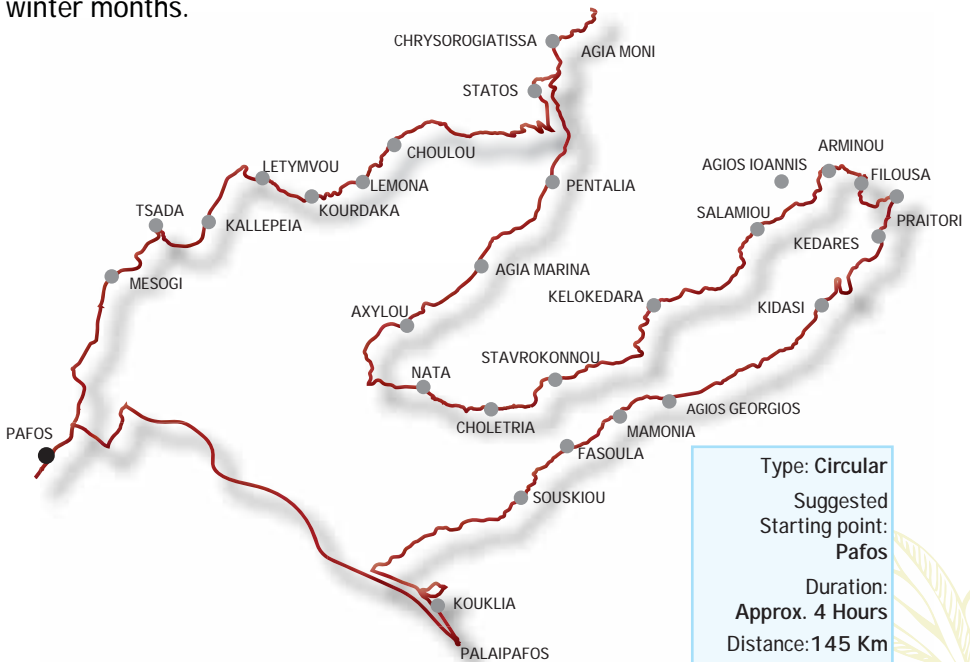 winter months.
CHRYSOROGIATISSA
AGIA MONI
STATOS
CHOULOU
ARMINOU
AGIOS IOANNIS
FILOUSA
LETYMVOU
LEMONA
PENTALIA
KOURDAKA
TSADA
KALLEPEIA
SALAMIOU
PRAITORI
KEDARES
MESOGI
AGIA MARINA
KELOKEDARA
KIDASI
AXYLOU
STAVROKONNOU
NATA
CHOLETRIA
AGIOS GEORGIOS
MAMONIA
PAFOS
FASOULA
SOUSKIOU
KOUKLIA
PALAIPAFOS
Type: Circular
Suggested
Starting point:
Pafos
Duration:
Approx. 4 Hours
Distance:145 Km